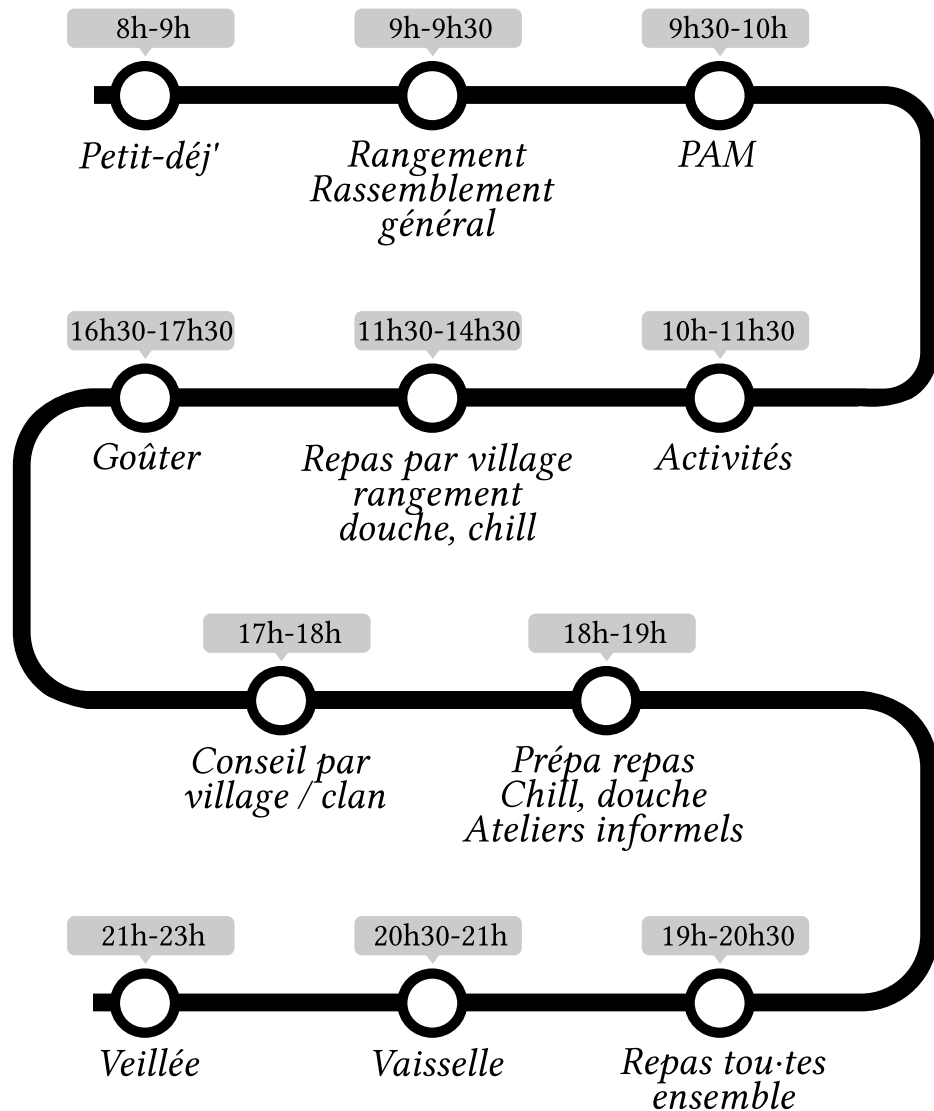 8h-9h
Petit-déj'
9h-9h30
Rangement
Rassemblement
général
9h30-10h
PAM
10h-11h30
Activités
11h30-14h30
Repas par village
rangement
douche, chill
16h30-17h30
Goûter
17h-18h
Conseil par
village / clan
18h-19h
Prépa repas
Chill, douche
Ateliers informels
19h-20h30
Repas tou·tes
ensemble
20h30-21h
Vaisselle
21h-23h
Veillée